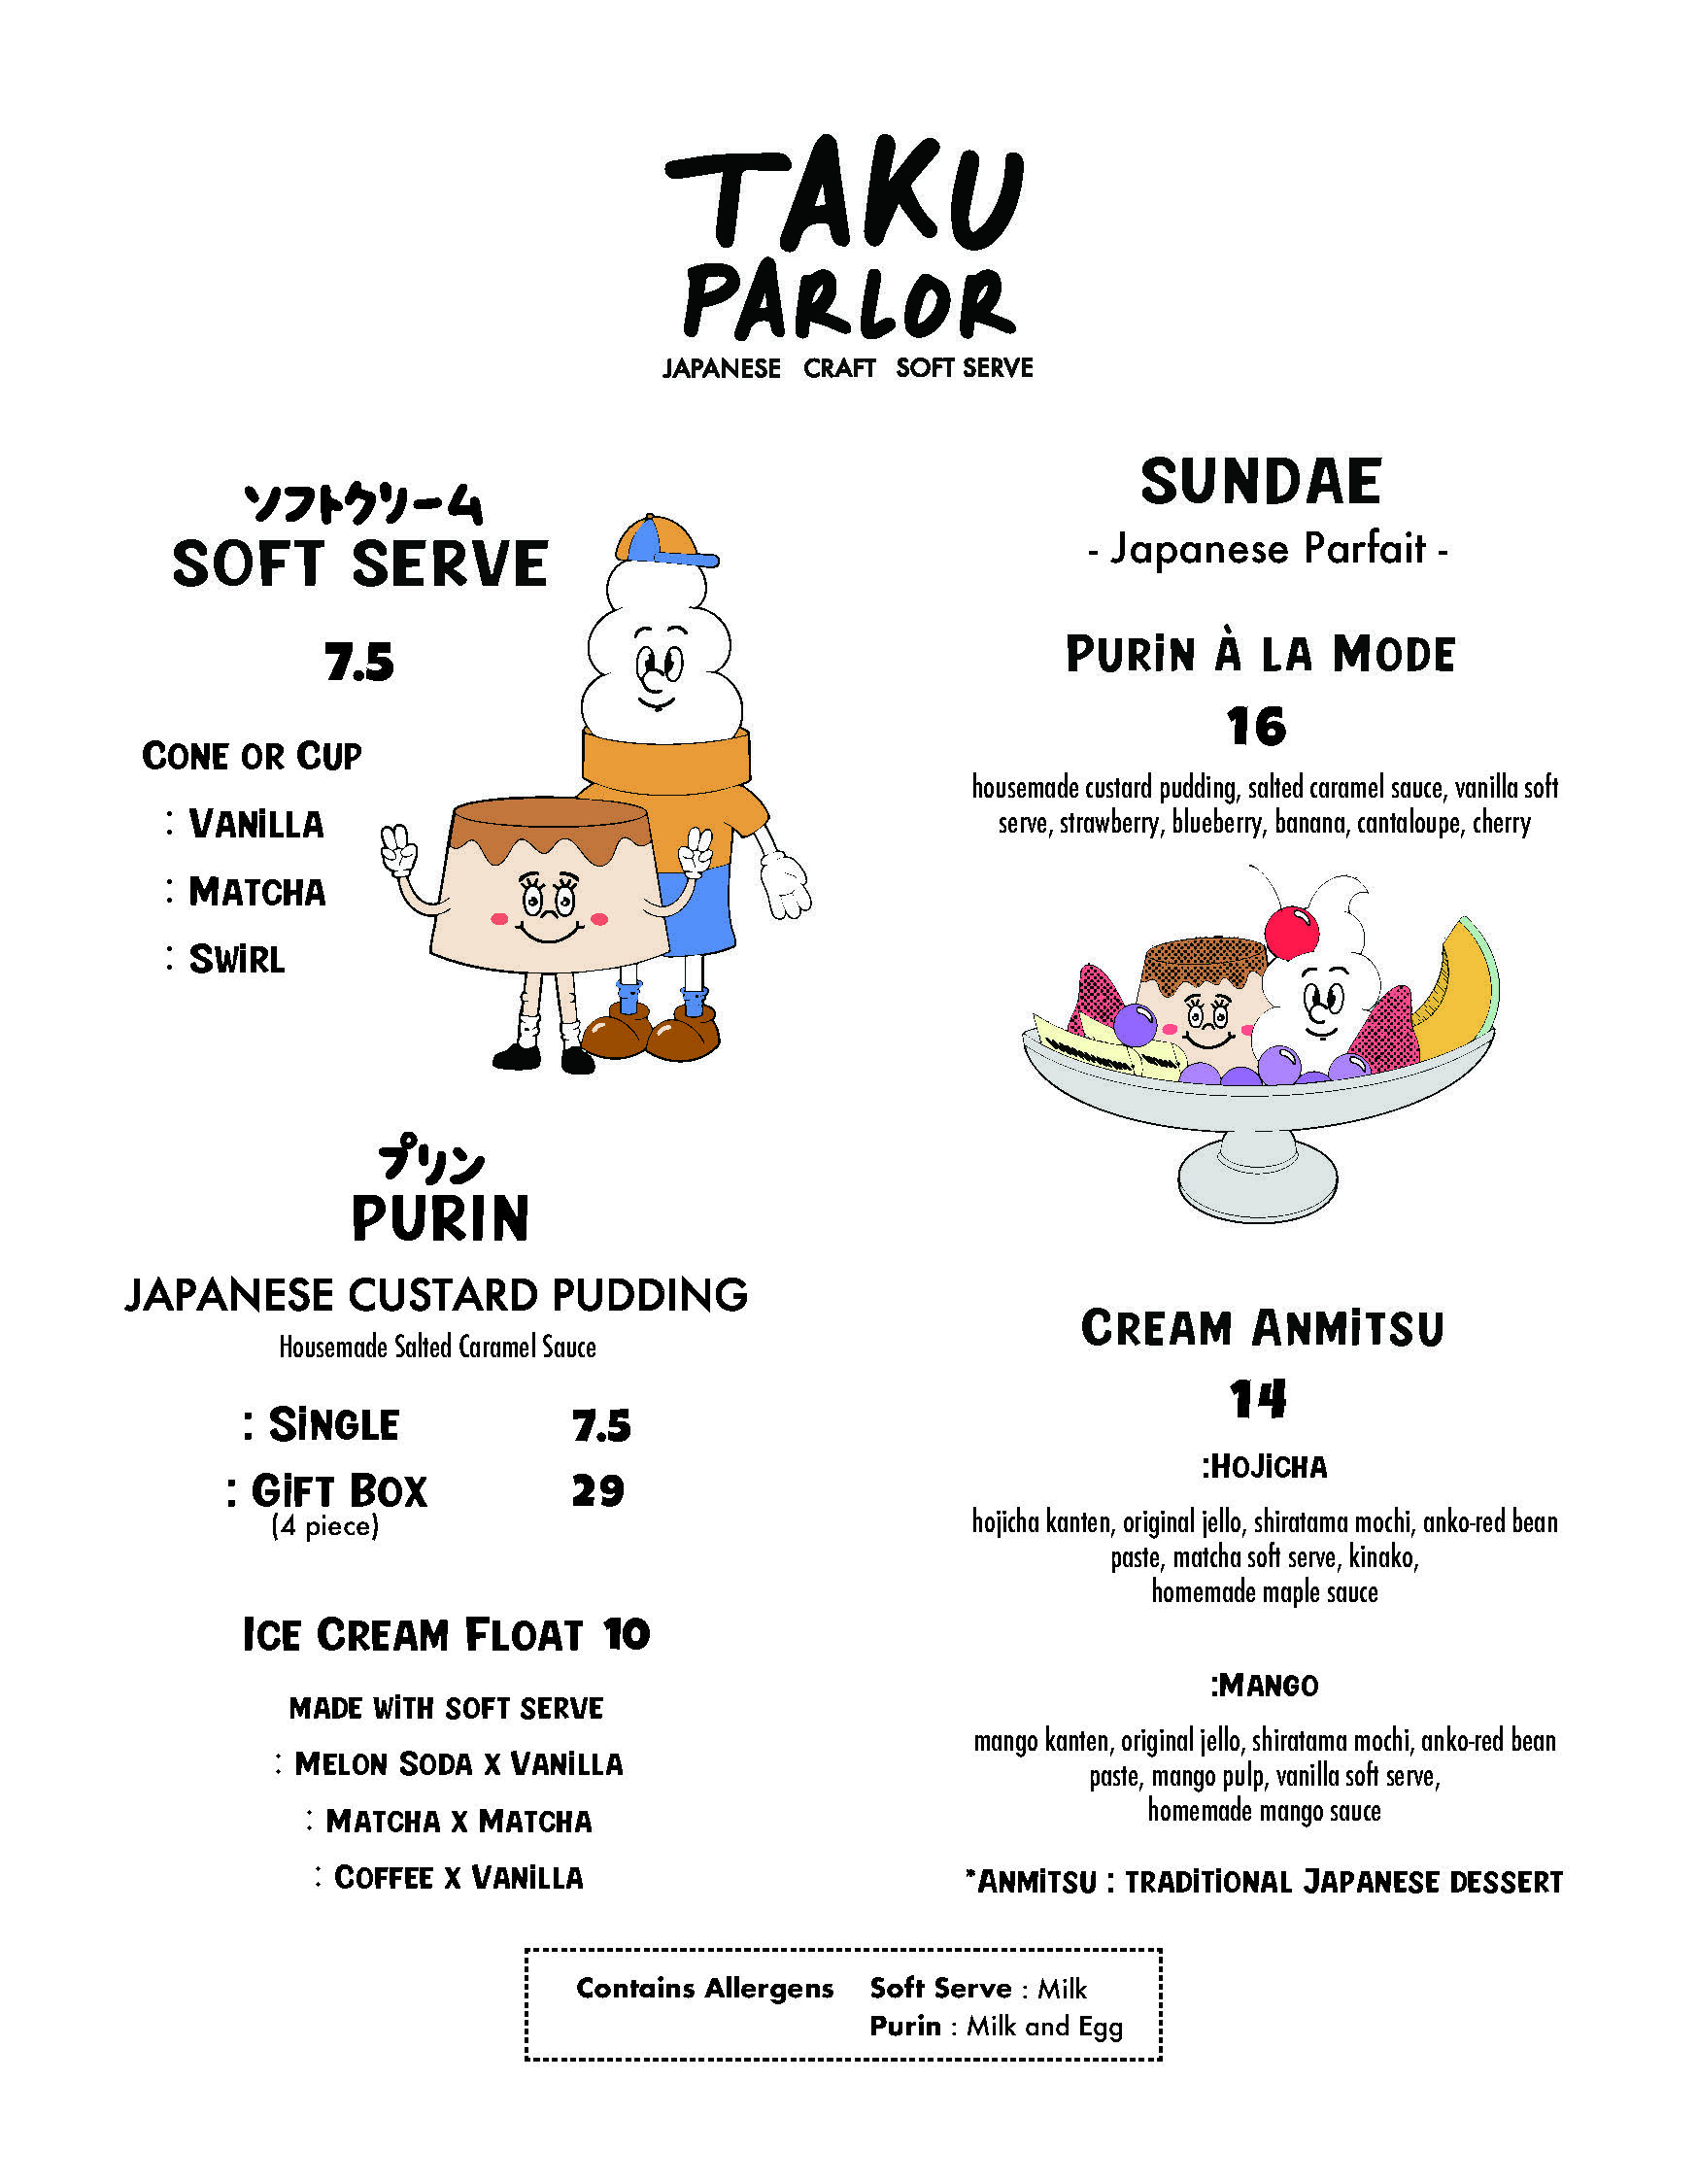 TAKU
PARLOR
JAPANESE CRAFT SOFT SERVE
ソフトクリーム
SOFT SERVE
7.5
CONE OR CUP
: VANILLA
: MATCHA
: SWIRL
プリン
PURIN
JAPANESE CUSTARD PUDDING
Housemade Salted Caramel Sauce
: SINGLE 7.5
: GIFT BOX 29
(4 piece)
ICE CREAM FLOAT 10
MADE WITH SOFT SERVE
: MELON SODA X VANILLA
: MATCHA X MATCHA
: COFFEE X VANILLA
SUNDAE
- Japanese Parfait -
PURIN À LA MODE
16
housemade custard pudding, salted caramel sauce, vanilla soft
serve, strawberry, blueberry, banana, cantaloupe, cherry
CREAM ANMITSU
14
:HOJICHA
hojicha kanten, original jello, shiratama mochi, anko-red bean
paste, matcha soft serve, kinako,
homemade maple sauce
:MANGO
mango kanten, original jello, shiratama mochi, anko-red bean
paste, mango pulp, vanilla soft serve,
homemade mango sauce
*ANMITSU : TRADITIONAL JAPANESE DESSERT
Contains Allergens Soft Serve : Milk
Purin : Milk and Egg